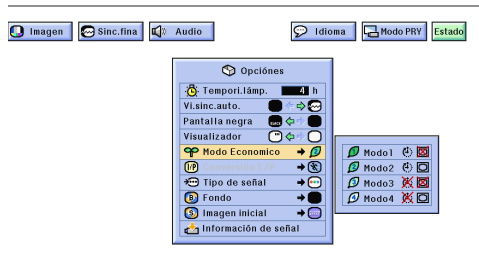 Imagen Sinc.fina Audio Idioma Modo PRY Estado
Opciónes
Tempori.lámp. 4 h
Vi.sinc.auto.
Pantalla negra
Visualizador
Modo Economico
Tipo de señal
Fondo
Imagen inicial
Información de señal
Modo1
Modo2
Modo3
Modo4